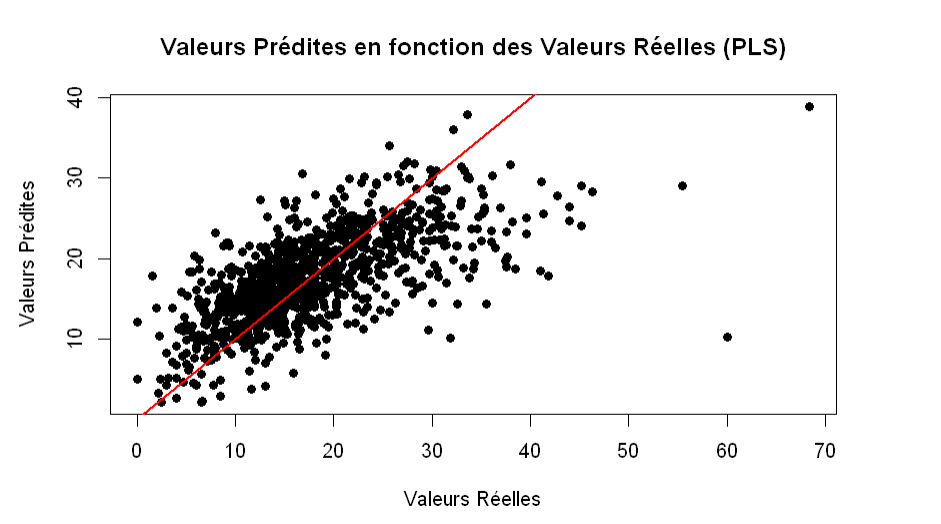 Valeurs Prédites en fonction des Valeurs Réelles (PLS)
Valeurs Prédites
40
30
20
10
0 10 20 30 40 50 60 70
Valeurs Réelles